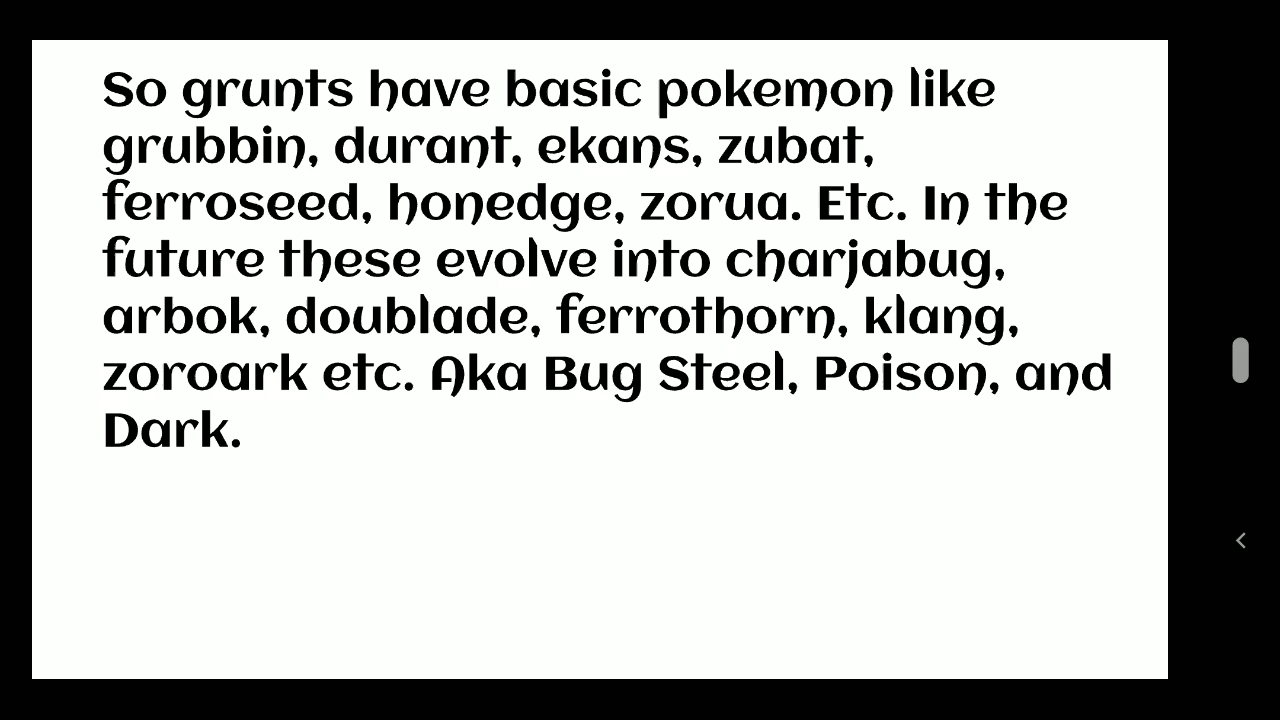 So grunts have basic pokemon like
grubbin, durant, ekans, zubat,
ferroseed, honedge, zorua. Etc. In the
future these evolve into charjabug,
arbok, doublade, ferrothorn, klang,
zoroark etc. Aka Bug Steel, Poison, and
Dark.